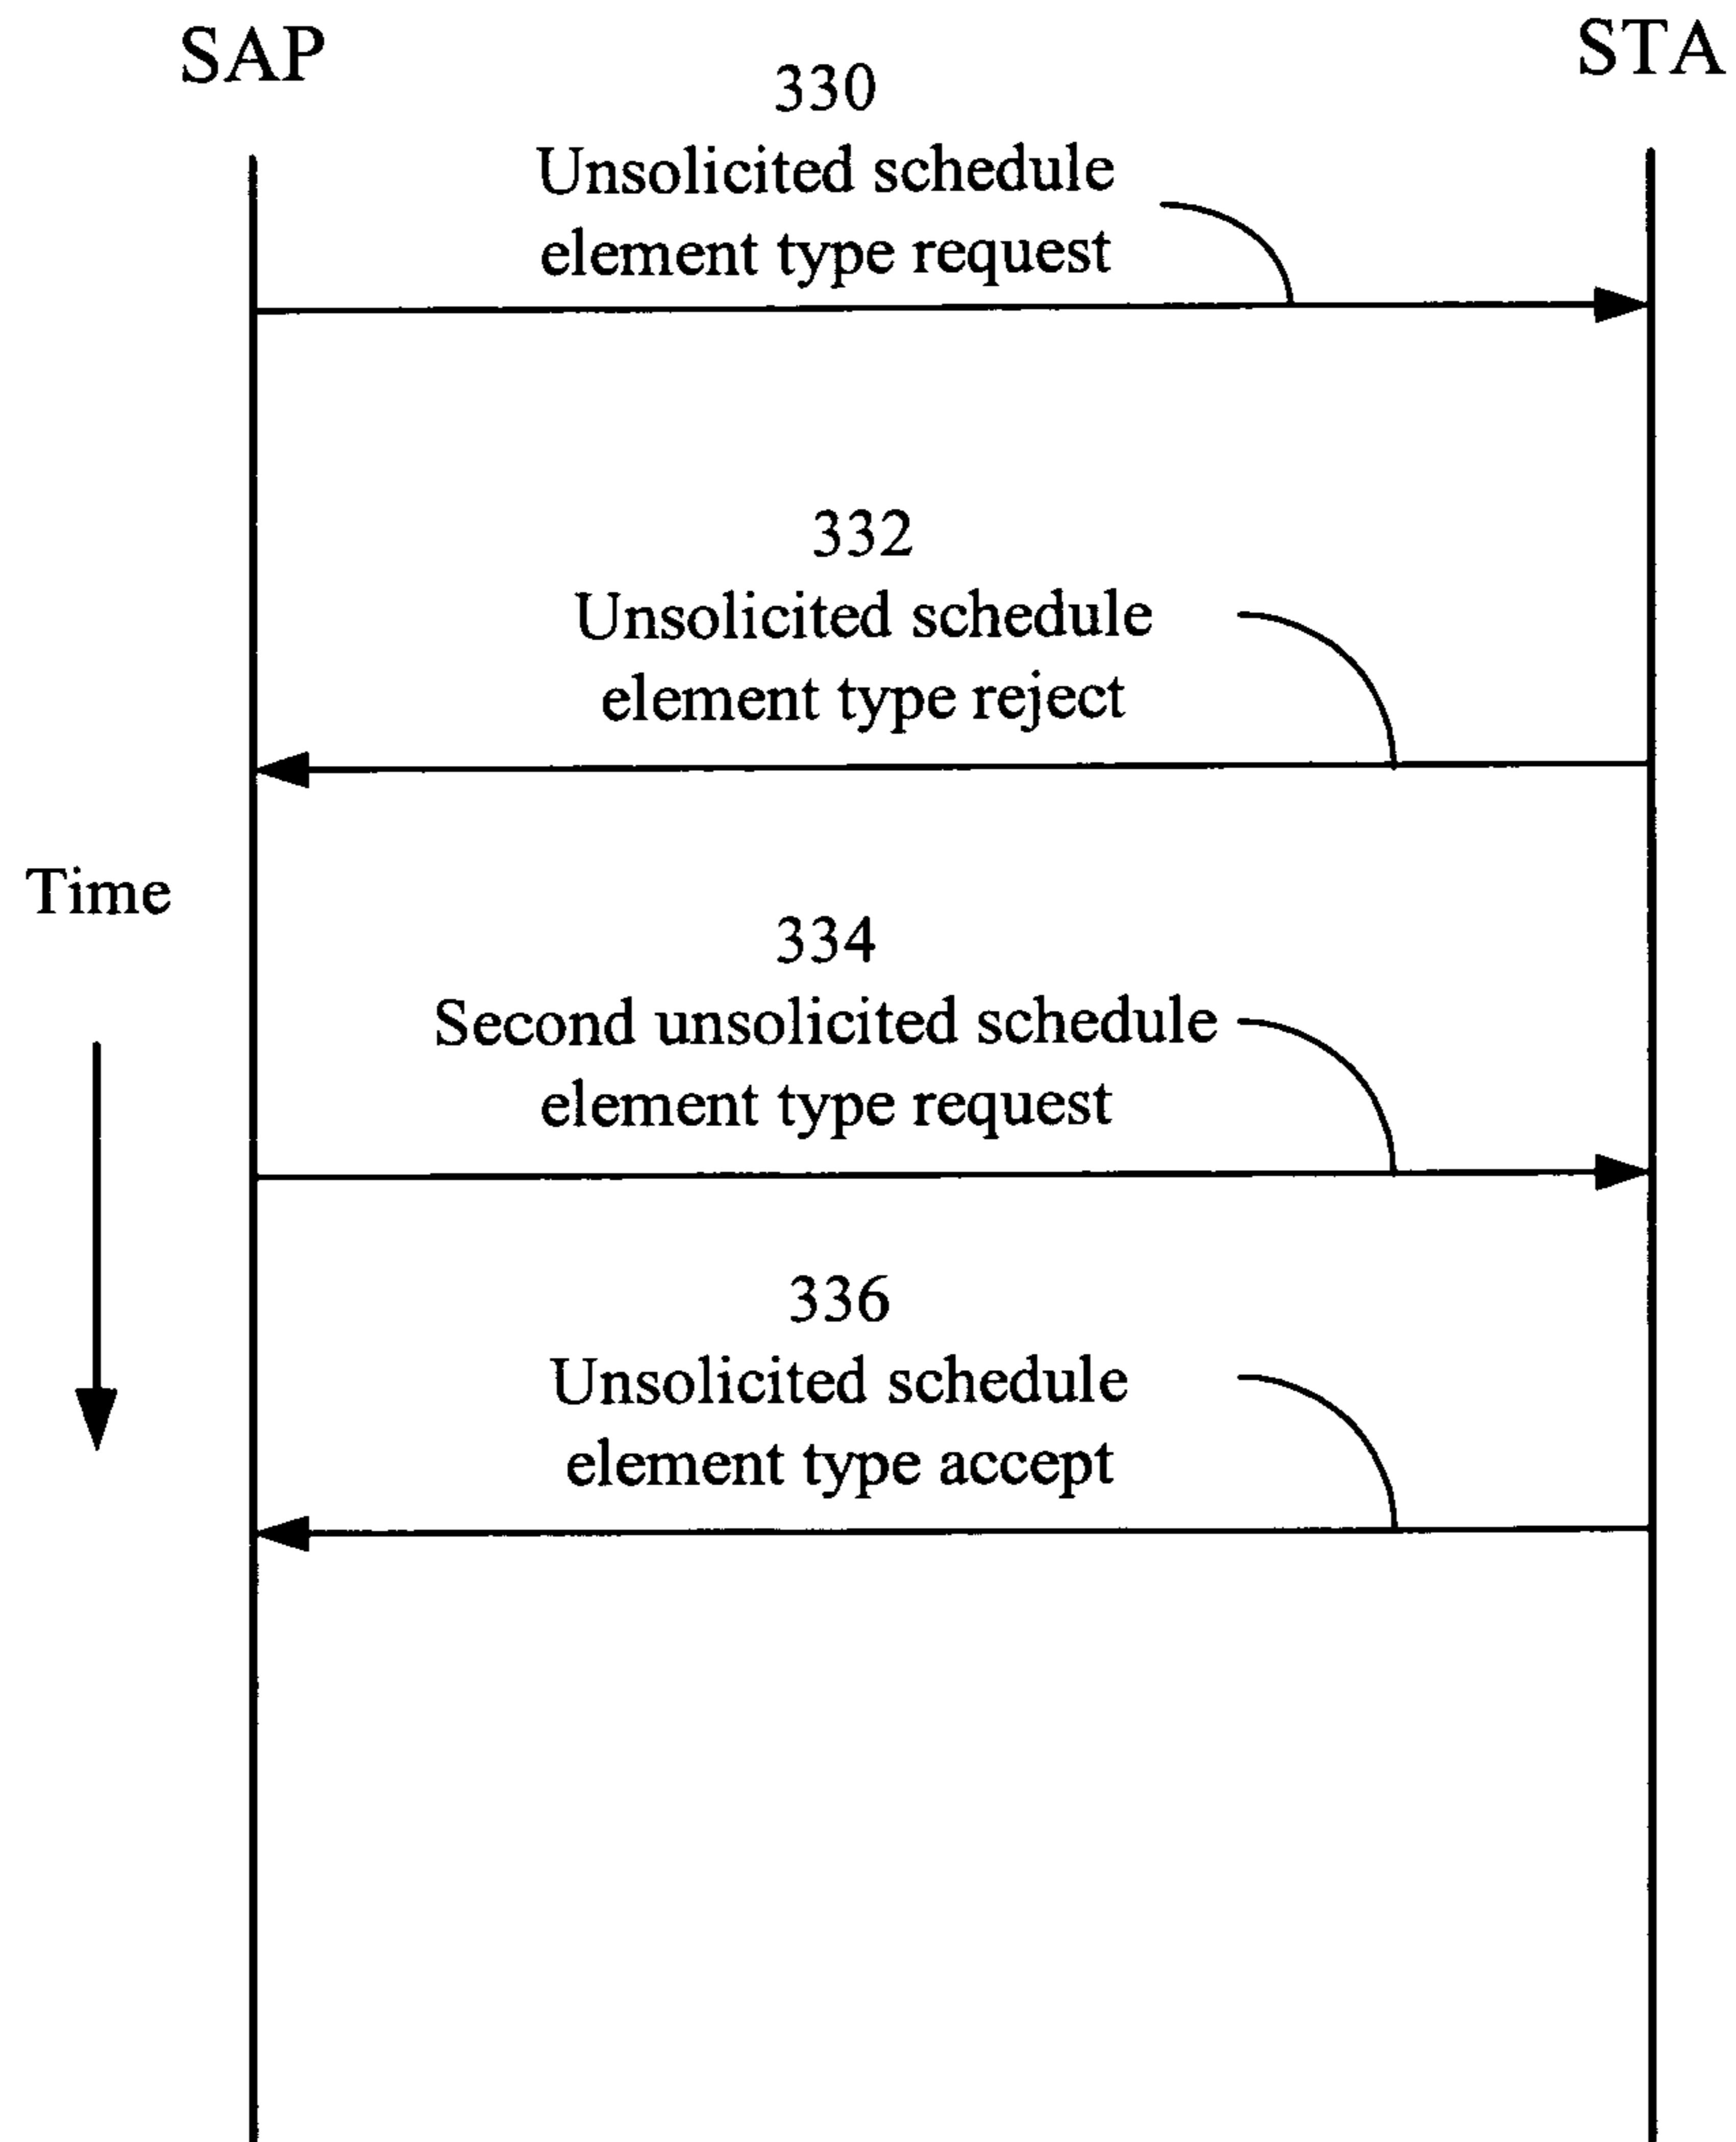 SAP
STA
330
Unsolicited schedule
element type request
332
Unsolicited schedule
element type reject
Time
334
Second unsolicited schedule
element type request
336
Unsolicited schedule
element type accept